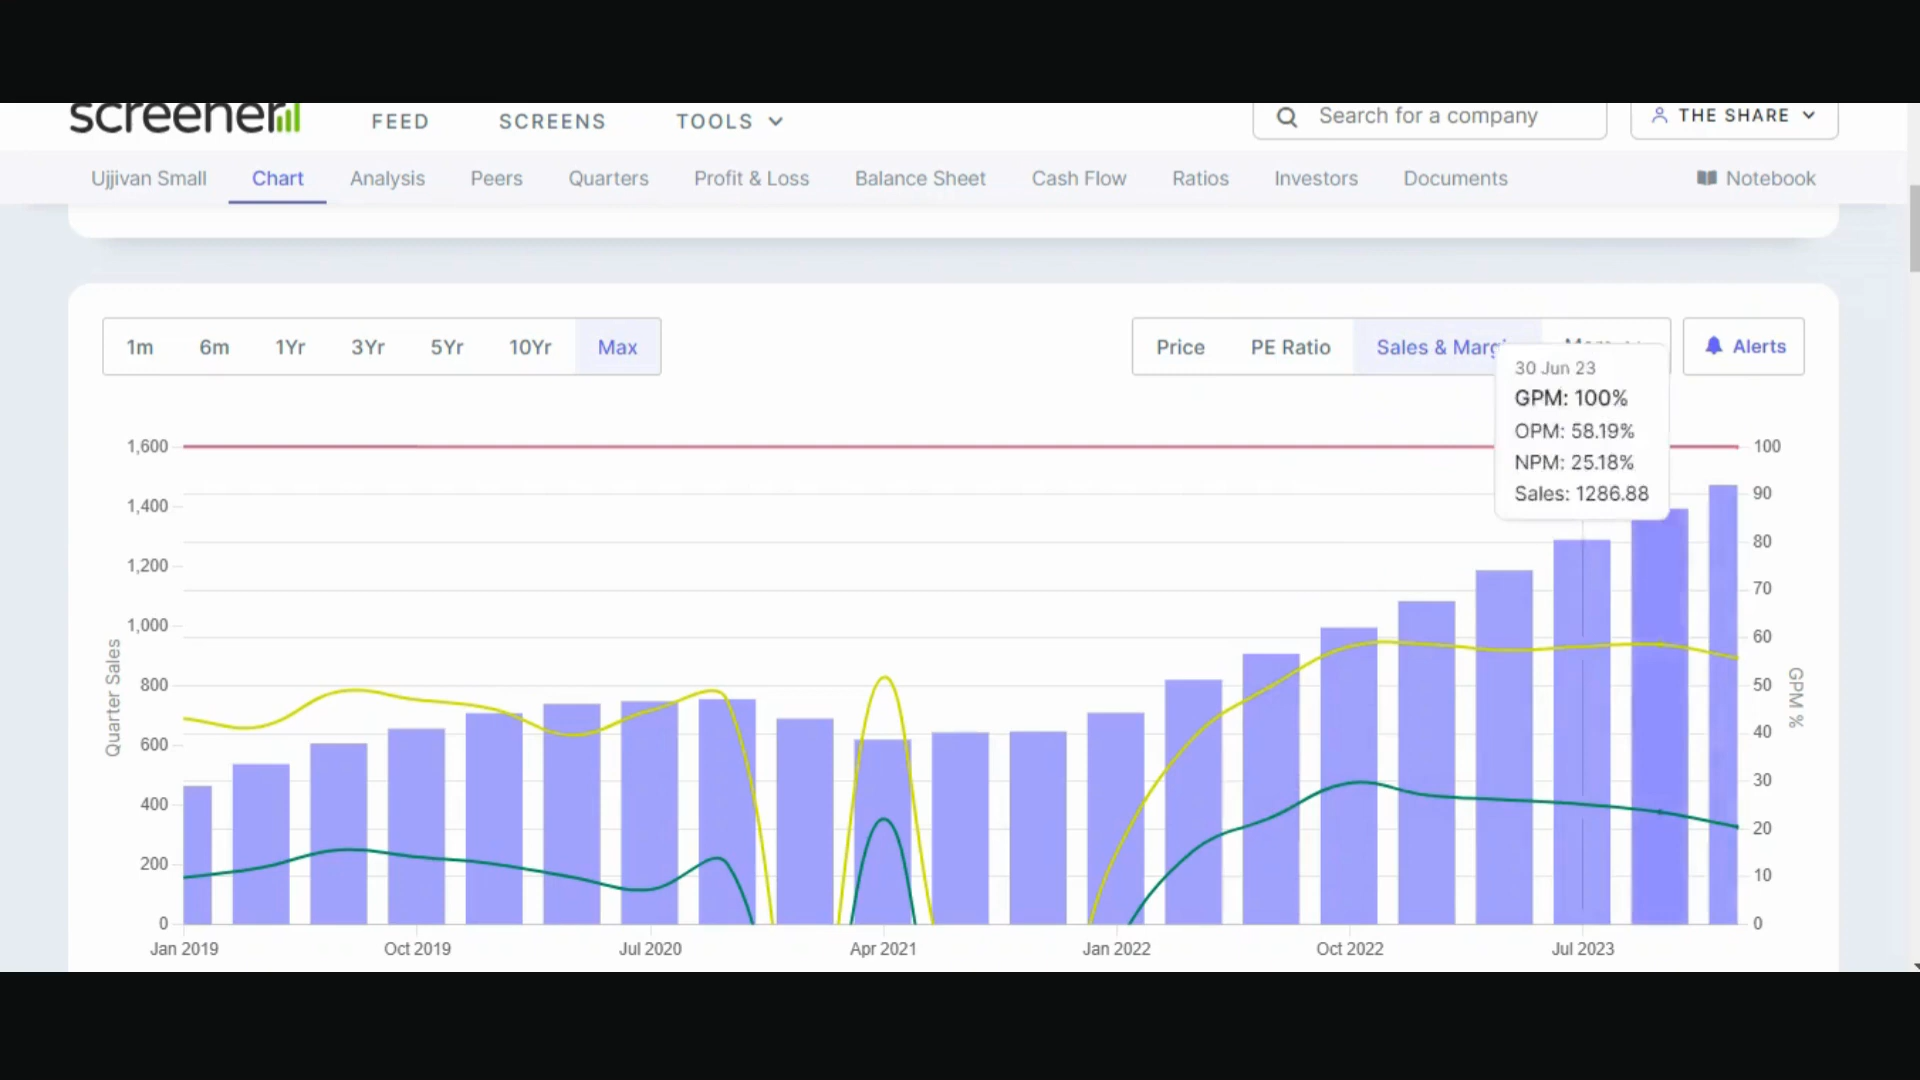 screener
FEED
SCREENS
TOOLS
Search for a company
THE SHARE
Ujjivan Small
Chart
Analysis
Peers
Quarters
Profit & Loss
Balance Sheet
Cash Flow
Ratios
Investors
Documents
Notebook
1m
6m
1Yr
3Yr
5Yr
10Yr
Max
Price
PE Ratio
Sales &
Alerts
30 Jun 23
GPM: 100%
OPM: 58.19%
NPM: 25.18%
Sales: 1286.88
1,600
1,400
1,200
1,000
800
600
400
200
0
Quarter Sales
100
90
80
70
60
50
40
30
20
10
0
GPM %
Jan 2019
Oct 2019
Jul 2020
Apr 2021
Jan 2022
Oct 2022
Jul 2023